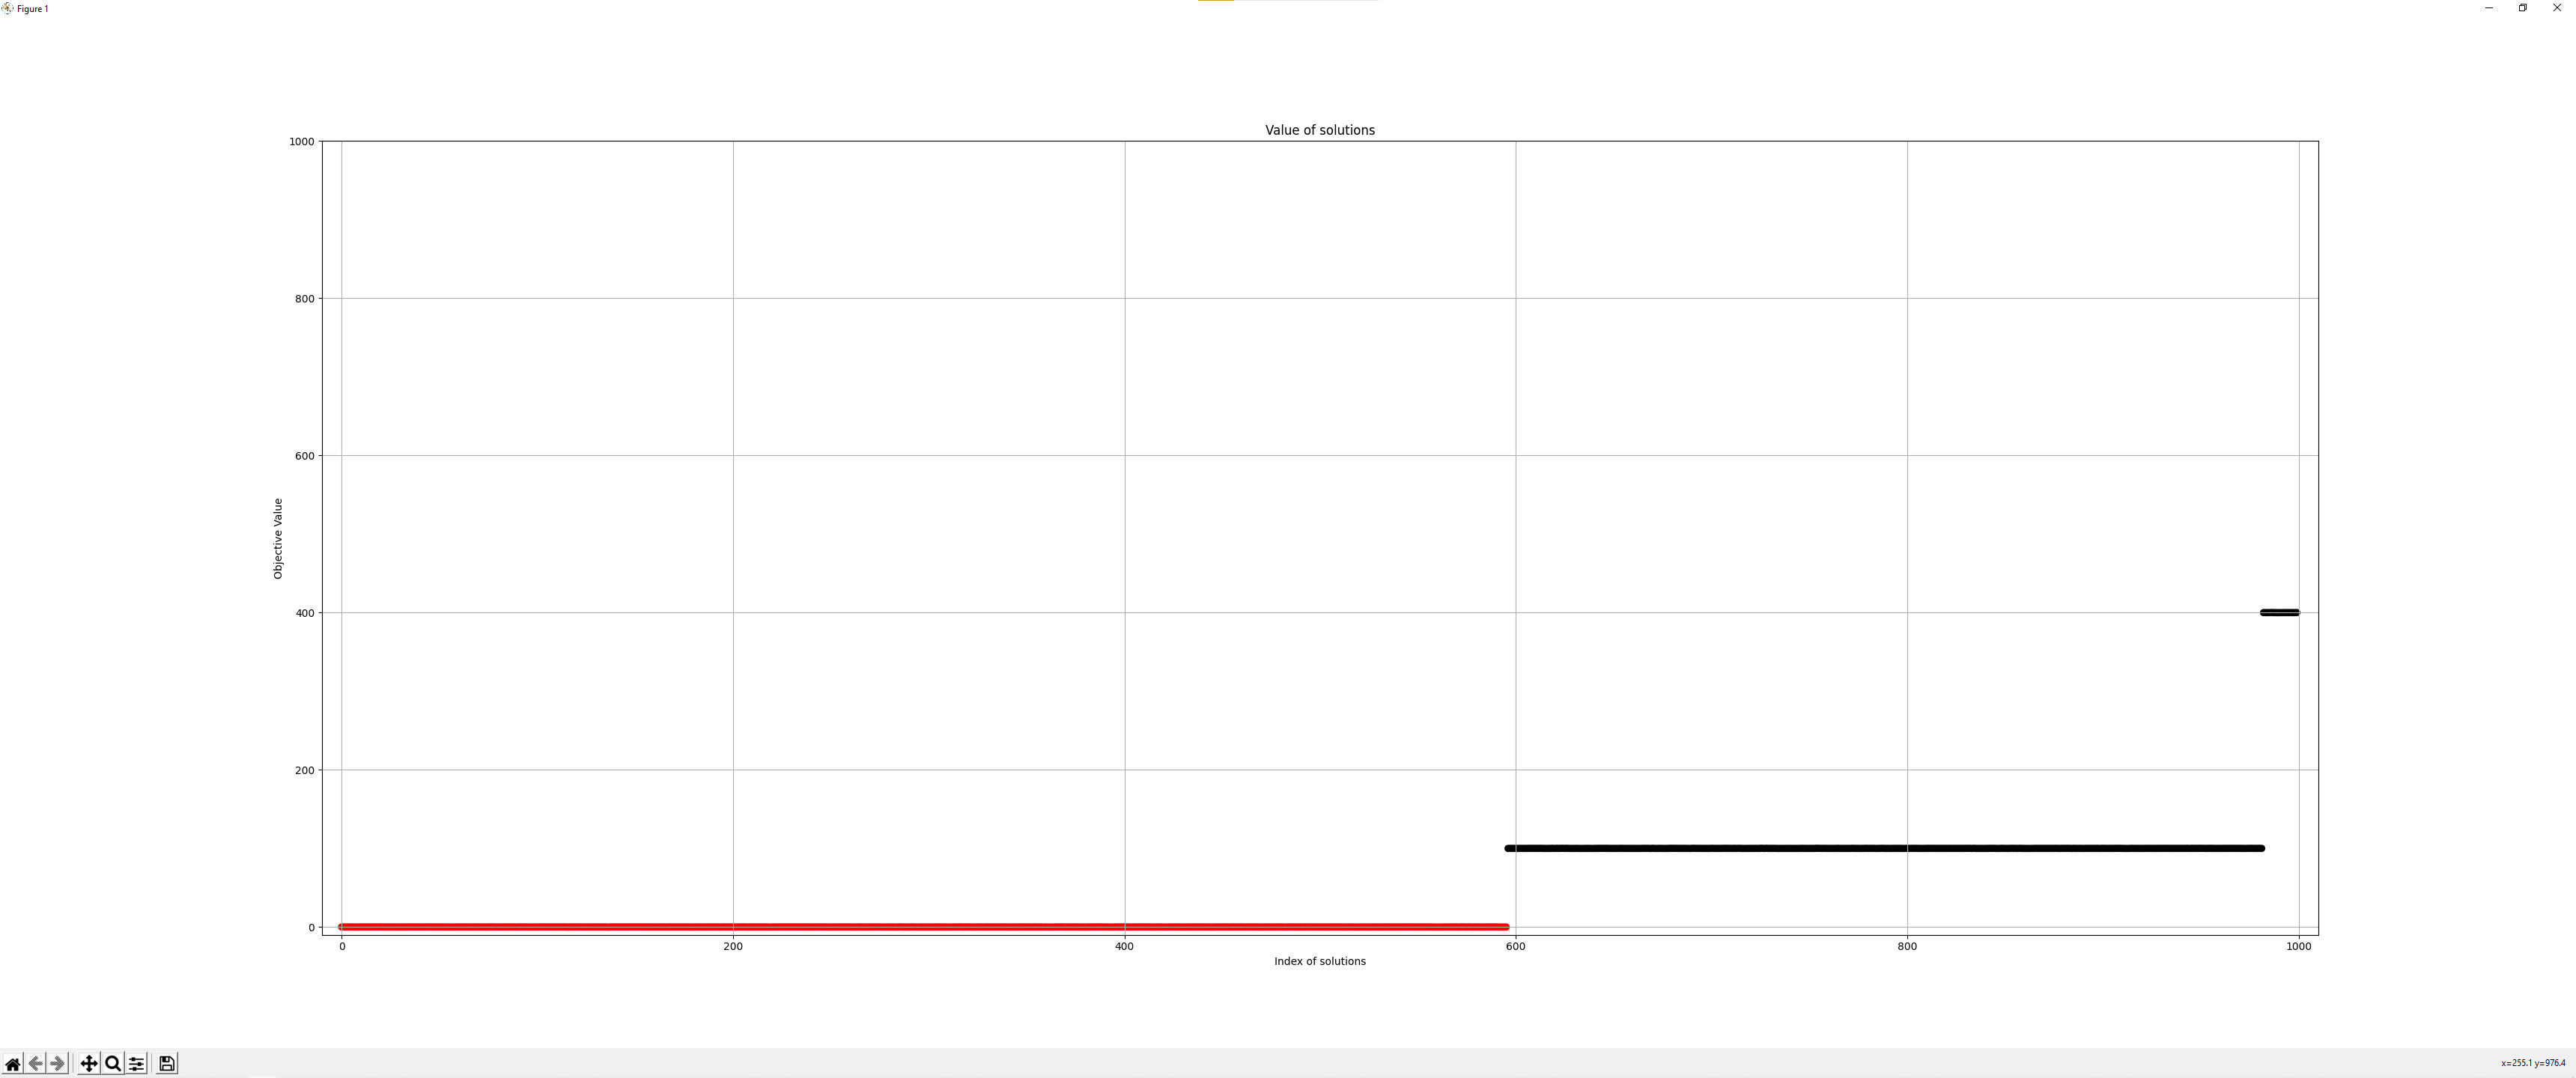 Figure 1
Value of solutions
1000
800
600
400
200
0
Objective Value
0 200 400 600 800 1000
Index of solutions
x=255.1 y=976.4